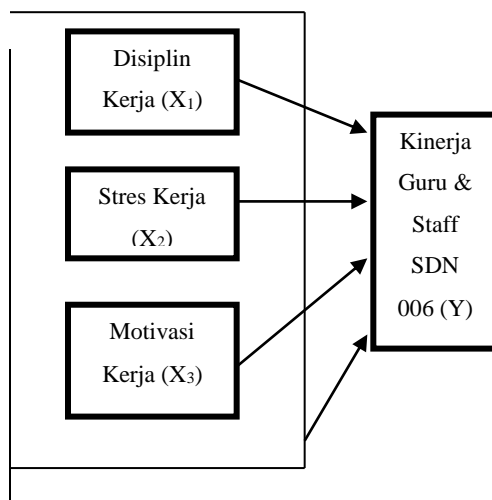 Disiplin
Kerja (X₁)
Stres Kerja
(X₂)
Motivasi
Kerja (X₃)
Kinerja
Guru &
Staff
SDN
006 (Y)